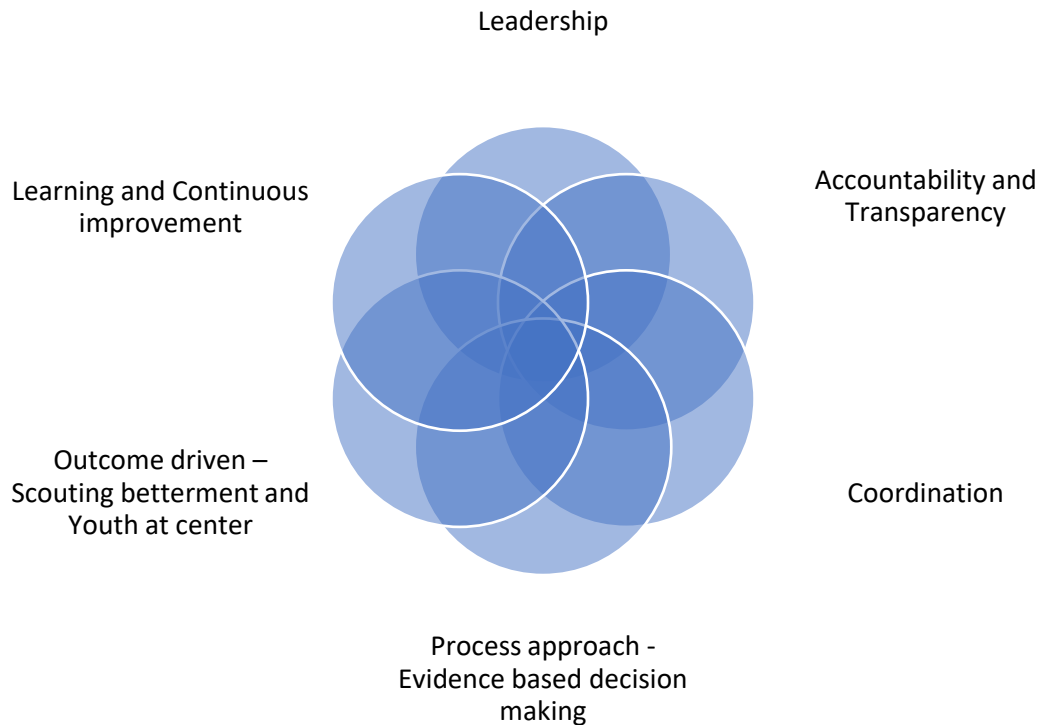 Leadership
Accountability and
Transparency
Coordination
Process approach -
Evidence based decision
making
Outcome driven –
Scouting betterment and
Youth at center
Learning and Continuous
improvement